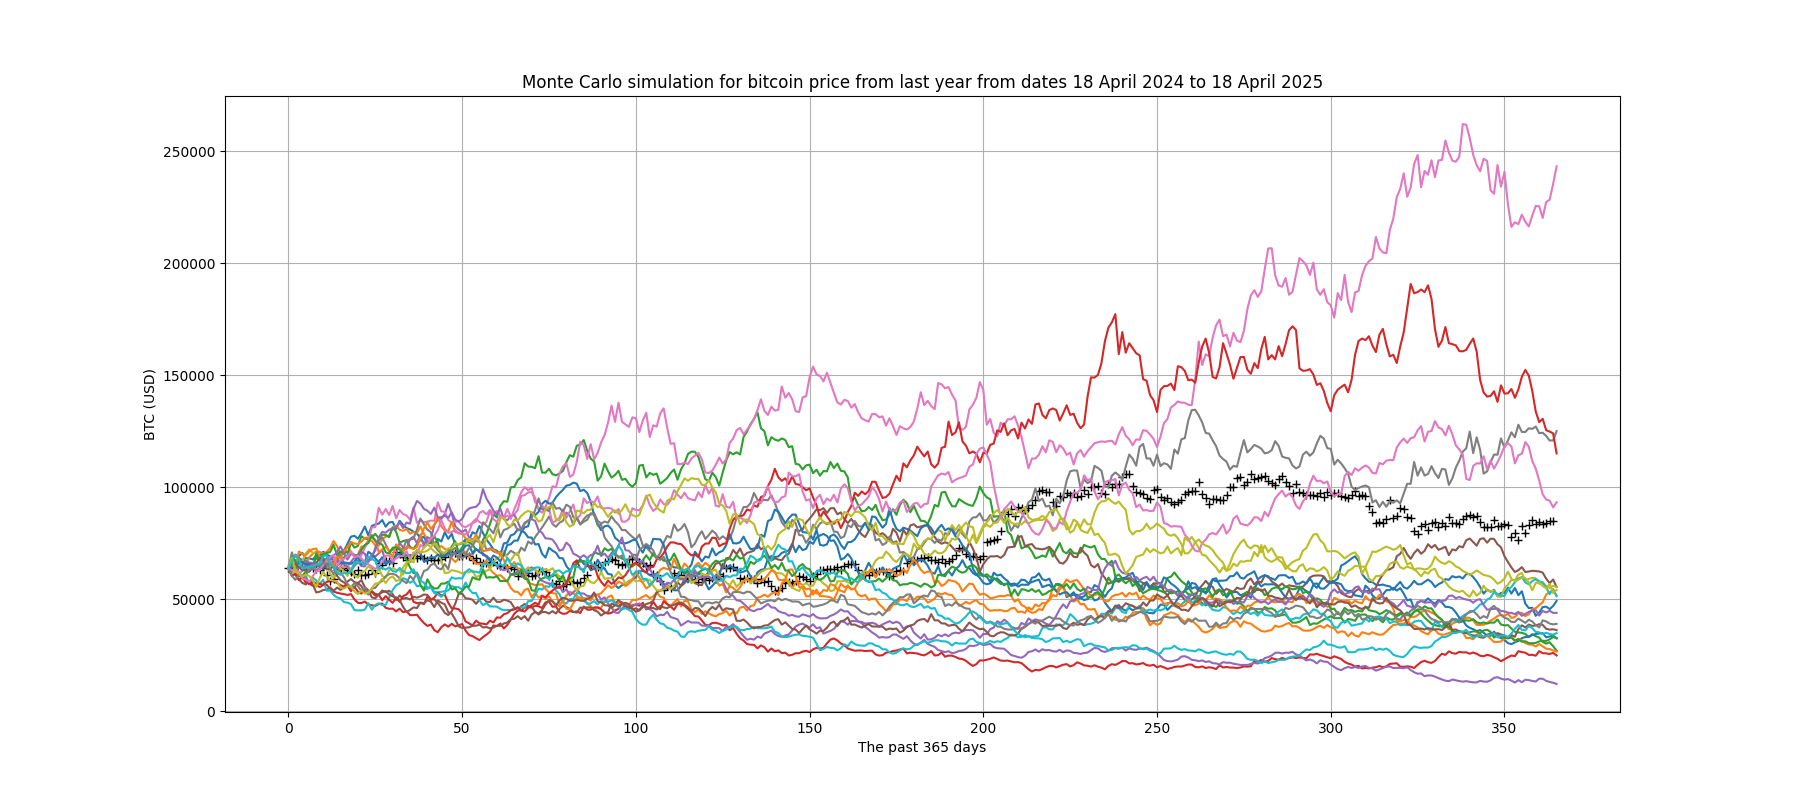 Monte Carlo simulation for bitcoin price from last year from dates 18 April 2024 to 18 April 2025
250000
200000
150000
100000
50000
0
BTC (USD)
0 50 100 150 200 250 300 350
The past 365 days